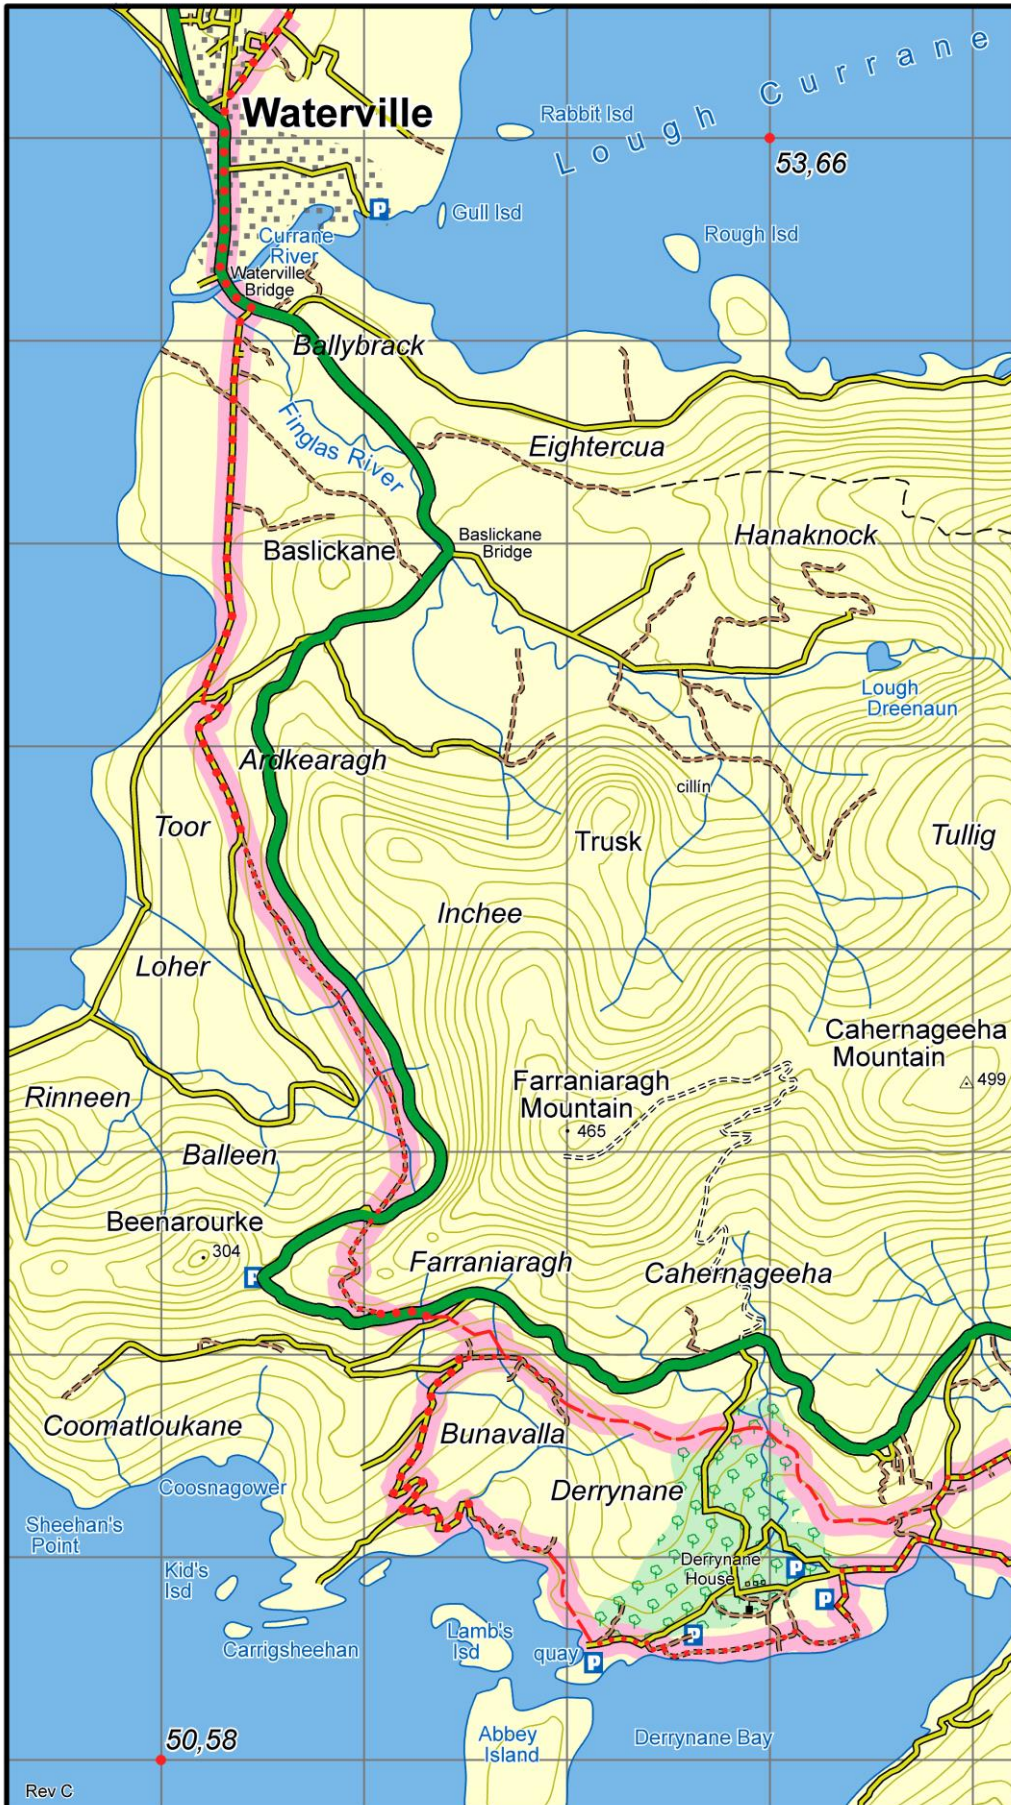 Lough Currane
Rabbit Isd
Waterville
53,66
P
Gull Isd
Rough Isd
Currane
River
Waterville
Bridge
Ballybrack
Finglas River
Eightercua
Baslickane
Bridge
Hanaknock
Baslickane
Lough
Dreenaun
Ardkearagh
cillín
Toor
Trusk
Tullig
Inchee
Loher
Cahernageeha
Mountain
499
Farraniaragh
Mountain
465
Rinneen
Balleen
Beenarourke
304
P
Farraniaragh
Cahernageeha
Coomatloukane
Bunavalla
Coosnagower
Derrynane
Sheehan's
Point
Kid's
Isd
Derrynane
House
P
P
Lamb's
Isd
Carrigsheehan
quay
P
P
50,58
Abbey
Island
Derrynane Bay
Rev C